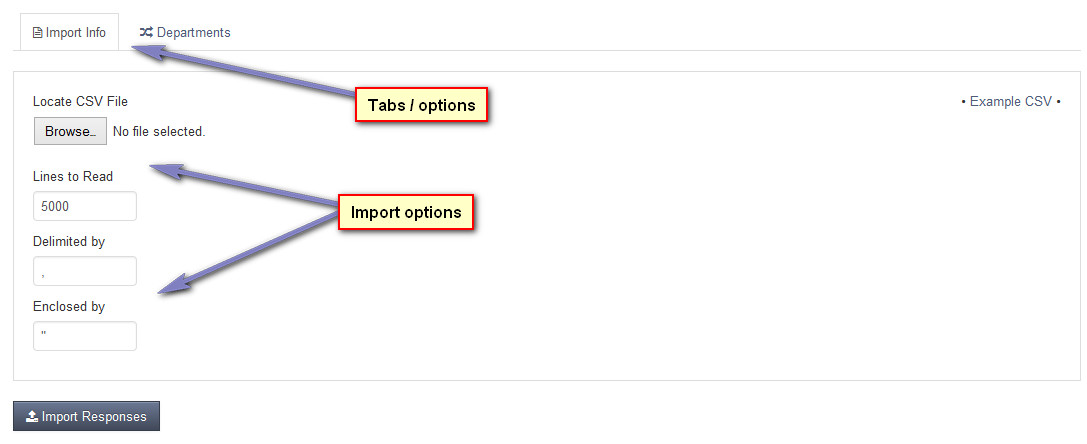 Import Info
Departments
Tabs / options
Locate CSV File
• Example CSV •
Browse…
No file selected.
Lines to Read
5000
Import options
Delimited by
,
Enclosed by
"
Import Responses